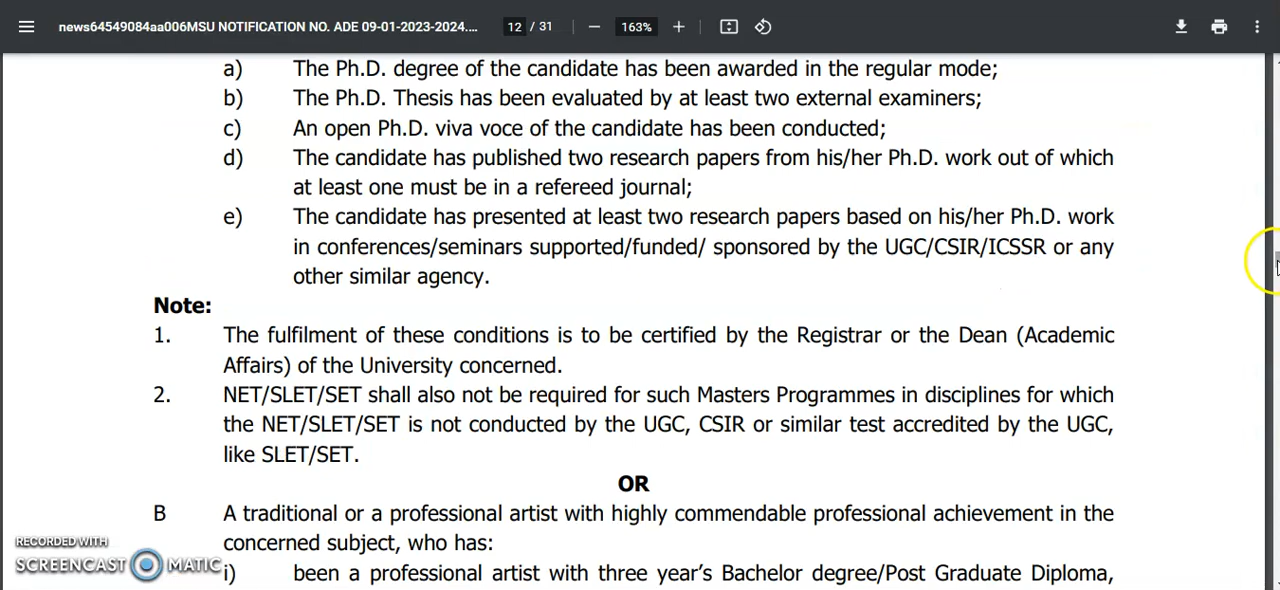 news64549084aa006MSU NOTIFICATION NO. ADE 09-01-2023-2024.... 12 / 31 163%
a) The Ph.D. degree of the candidate has been awarded in the regular mode;
b) The Ph.D. Thesis has been evaluated by at least two external examiners;
c) An open Ph.D. viva voce of the candidate has been conducted;
d) The candidate has published two research papers from his/her Ph.D. work out of which
at least one must be in a refereed journal;
e) The candidate has presented at least two research papers based on his/her Ph.D. work
in conferences/seminars supported/funded/ sponsored by the UGC/CSIR/ICSSR or any
other similar agency.
Note:
1. The fulfilment of these conditions is to be certified by the Registrar or the Dean (Academic
Affairs) of the University concerned.
2. NET/SLET/SET shall also not be required for such Masters Programmes in disciplines for which
the NET/SLET/SET is not conducted by the UGC, CSIR or similar test accredited by the UGC,
like SLET/SET.
OR
B A traditional or a professional artist with highly commendable professional achievement in the
concerned subject, who has:
i) been a professional artist with three year's Bachelor degree/Post Graduate Diploma,
RECORDED WITH
SCREENCAST MATIC